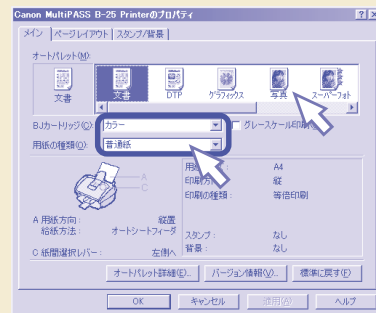 Canon MultiPASS B-25 Printerのプロパティ
メイン ページレイアウト スタンプ/背景
オートパレット(M):
文書 文書 DTP グラフィックス 写真 スーパーフォト
BJカートリッジ(C): カラー グレースケール印刷
用紙の種類(Q): 普通紙
A
C
A4
印刷方 縦
印刷の種類: 等倍印刷
A 用紙方向: 縦置
給紙方法: オートシートフィーダ
スタンプ: なし
背景: なし
C 紙間選択レバー: 左側へ
オートパレット詳細(E)... バージョン情報(V)... 標準に戻す(F)
OK キャンセル 適用(A) ヘルプ